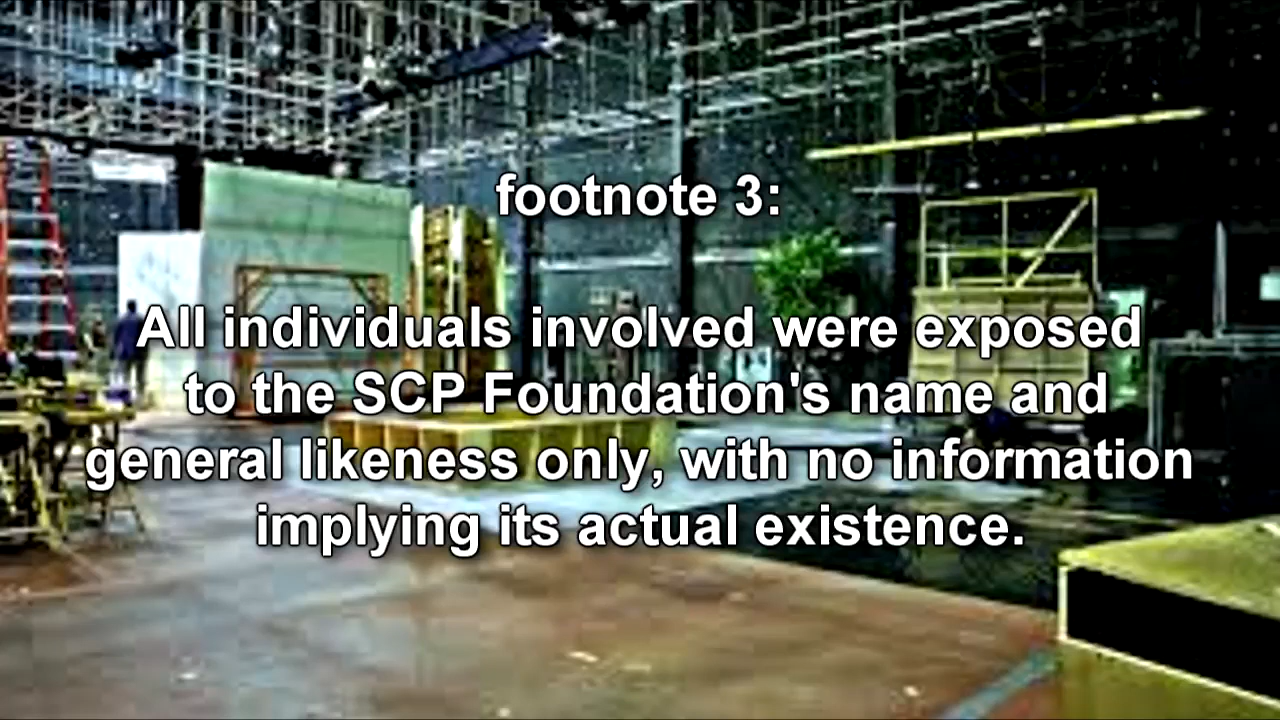 footnote 3:
All individuals involved were exposed
to the SCP Foundation's name and
general likeness only, with no information
implying its actual existence.